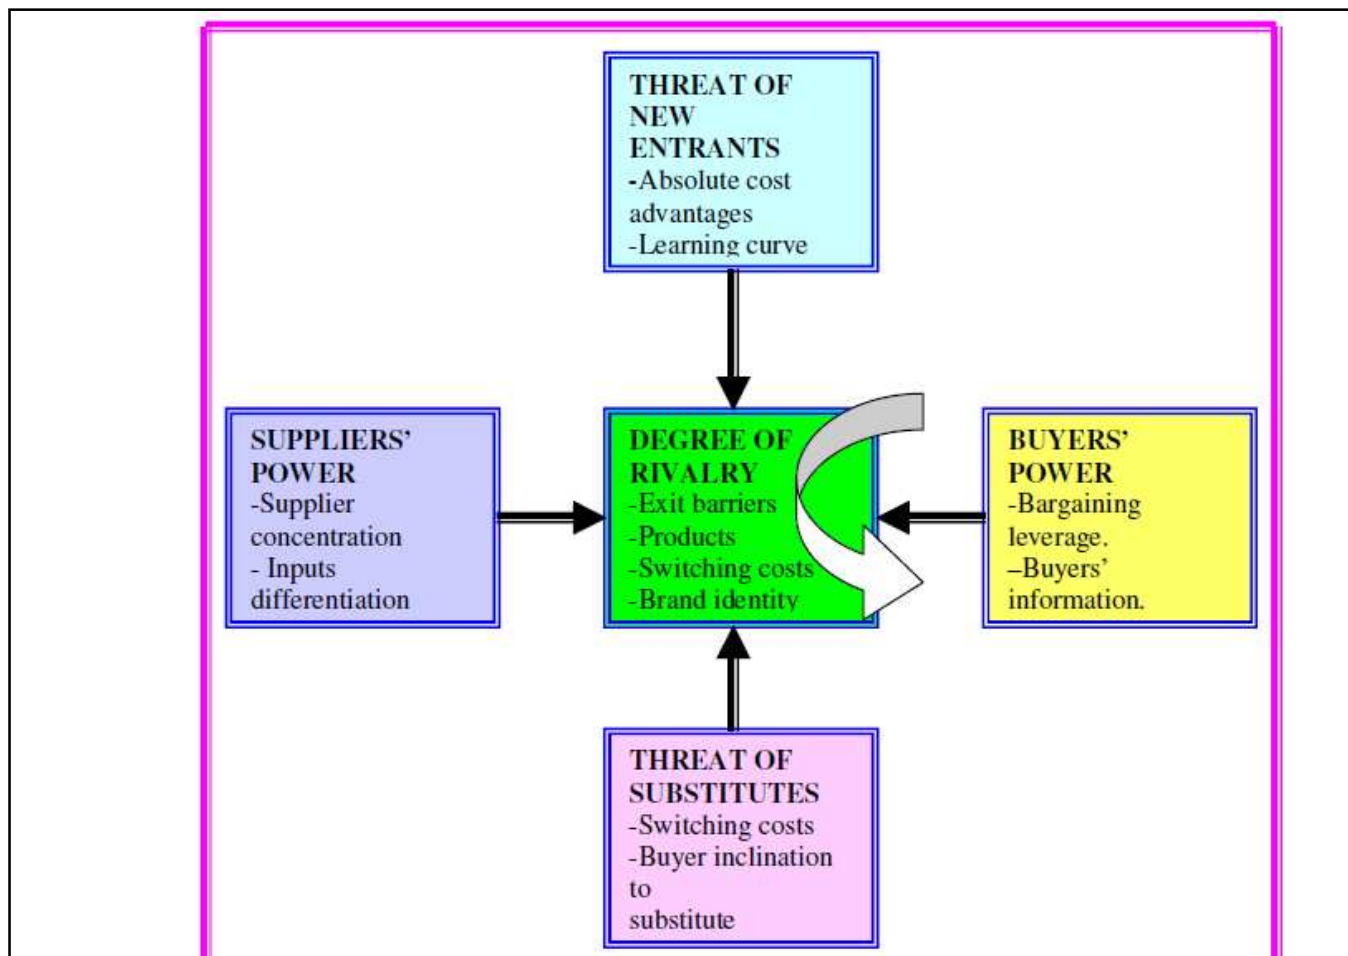 THREAT OF
NEW
ENTRANTS
-Absolute cost
advantages
-Learning curve
SUPPLIERS’
POWER
-Supplier
concentration
- Inputs
differentiation
DEGREE OF
RIVALRY
-Exit barriers
-Products
-Switching costs
-Brand identity
BUYERS’
POWER
-Bargaining
leverage.
–Buyers’
information.
THREAT OF
SUBSTITUTES
-Switching costs
-Buyer inclination
to
substitute